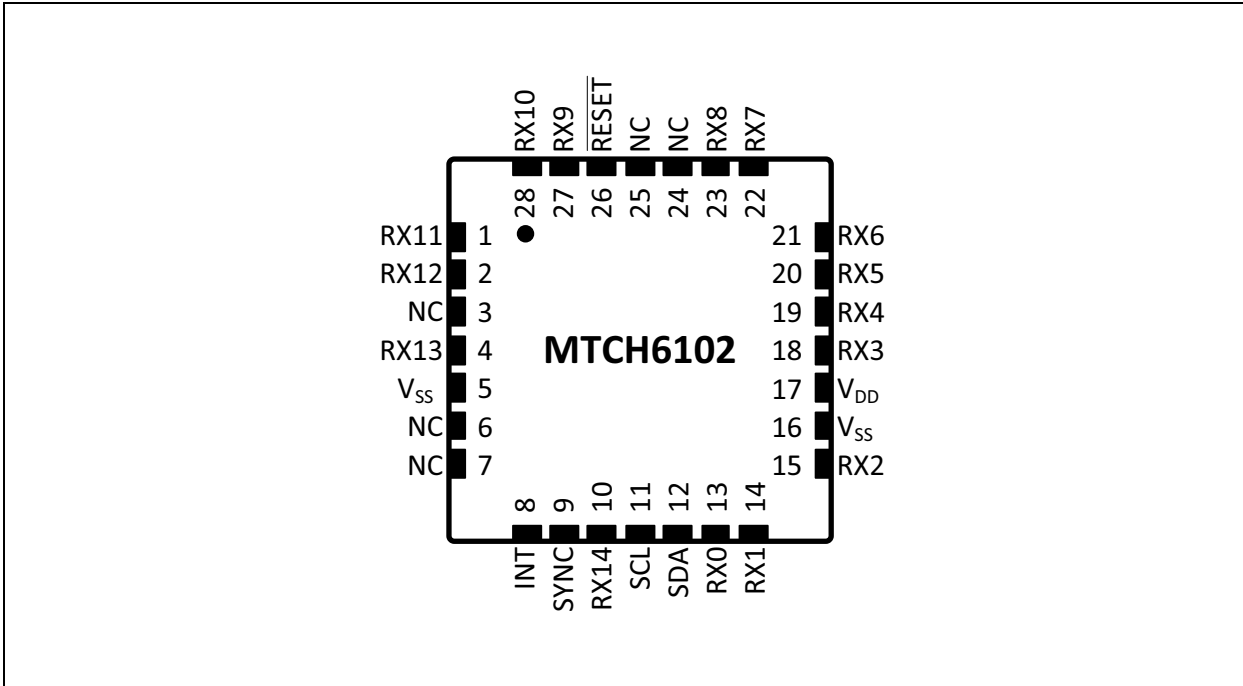 RX10 RX9 RESET NC NC RX8 RX7
28 27 26 25 24 23 22
RX11 1 21 RX6
RX12 2 20 RX5
NC 3 19 RX4
RX13 4 MTCH6102 18 RX3
VSS 5 17 VDD
NC 6 16 VSS
NC 7 15 RX2
8 9 10 11 12 13 14
INT SYNC RX14 SCL SDA RX0 RX1